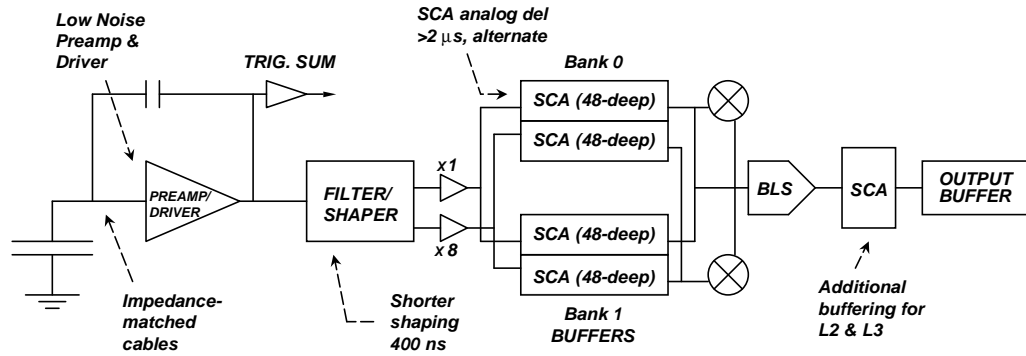 Low Noise
Preamp &
Driver
TRIG. SUM
SCA analog del
>2 μs, alternate
Bank 0
SCA (48-deep)
SCA (48-deep)
PREAMP/
DRIVER
FILTER/
SHAPER
x1
x8
SCA (48-deep)
SCA (48-deep)
BLS
SCA
OUTPUT
BUFFER
Impedance-
matched
cables
Shorter
shaping
400 ns
Bank 1
BUFFERS
Additional
buffering for
L2 & L3